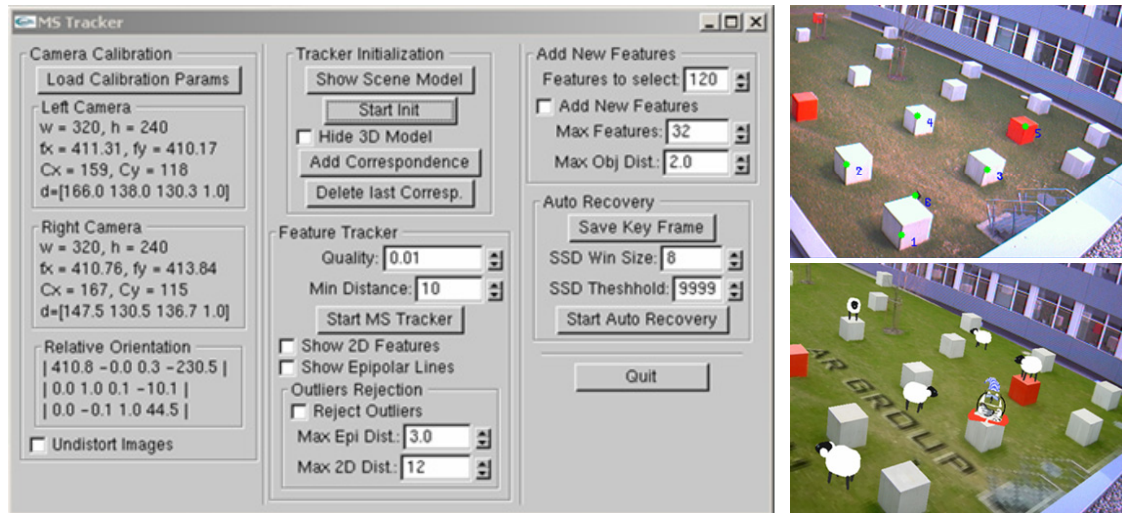 MS Tracker
Camera Calibration
Load Calibration Params
Left Camera
w = 320, h = 240
fx = 411.31, fy = 410.17
Cx = 159, Cy = 118
d=[166.0 138.0 130.3 1.0]
Right Camera
w = 320, h = 240
fx = 410.76, fy = 413.84
Cx = 167, Cy = 115
d=[147.5 130.5 136.7 1.0]
Relative Orientation
| 410.8 -0.0 0.3 -230.5 |
| 0.0 1.0 0.1 -10.1 |
| 0.0 -0.1 1.0 44.5 |
Undistort Images
Tracker Initialization
Show Scene Model
Start Init
Hide 3D Model
Add Correspondence
Delete last Corresp.
Feature Tracker
Quality: 0.01
Min Distance: 10
Start MS Tracker
Show 2D Features
Show Epipolar Lines
Outliers Rejection
Reject Outliers
Max Epi Dist.: 3.0
Max 2D Dist.: 12
Add New Features
Features to select: 120
Add New Features
Max Features: 32
Max Obj Dist.: 2.0
Auto Recovery
Save Key Frame
SSD Win Size: 8
SSD Theshhold: 9999
Start Auto Recovery
Quit
4
5
2
3
1
AR GROUP